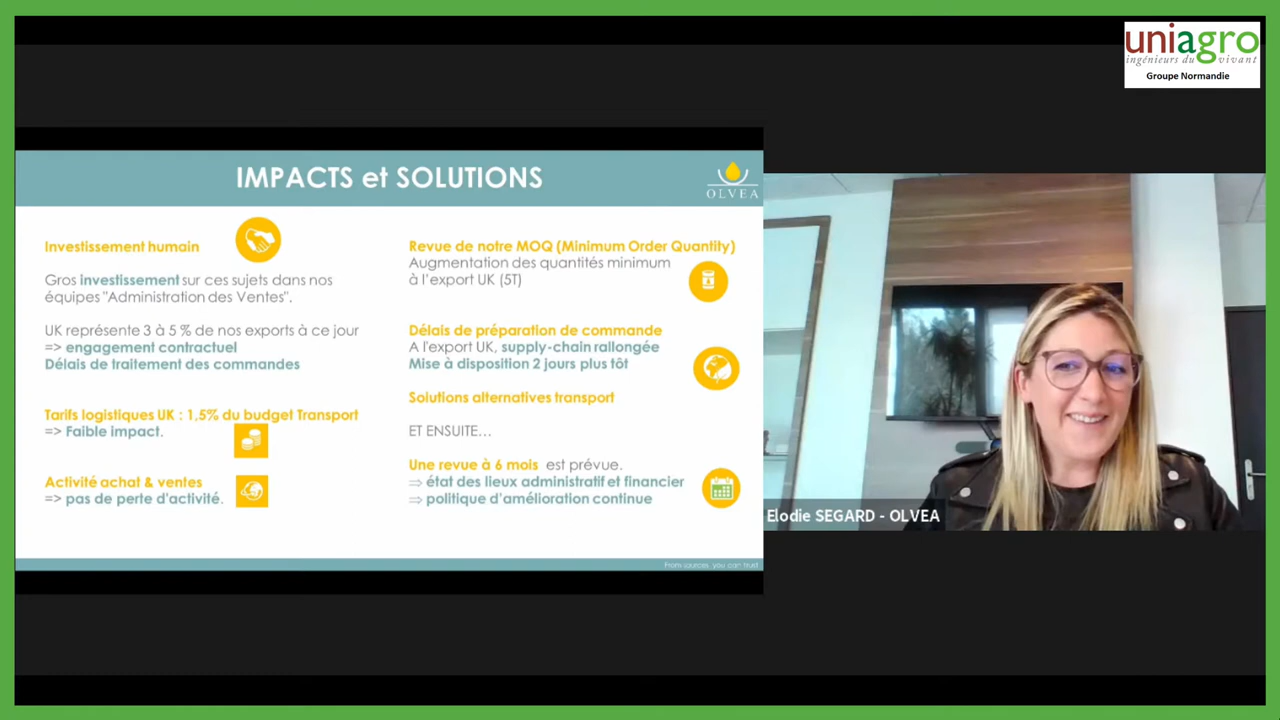 uniagro
ingénieurs du vivant
Groupe Normandie
IMPACTS et SOLUTIONS
OLVEA
Investissement humain
Gros investissement sur ces sujets dans nos
équipes "Administration des Ventes".
UK représente 3 à 5 % de nos exports à ce jour
=> engagement contractuel
Délais de traitement des commandes
Tarifs logistiques UK : 1,5% du budget Transport
=> Faible impact.
Activité achat & ventes
=> pas de perte d'activité.
Revue de notre MOQ (Minimum Order Quantity)
Augmentation des quantités minimum
à l'export UK (5T)
Délais de préparation de commande
A l'export UK, supply-chain rallongée
Mise à disposition 2 jours plus tôt
Solutions alternatives transport
ET ENSUITE…
Une revue à 6 mois est prévue.
⇒ état des lieux administratif et financier
⇒ politique d'amélioration continue
From sources you can trust
Elodie SEGARD - OLVEA